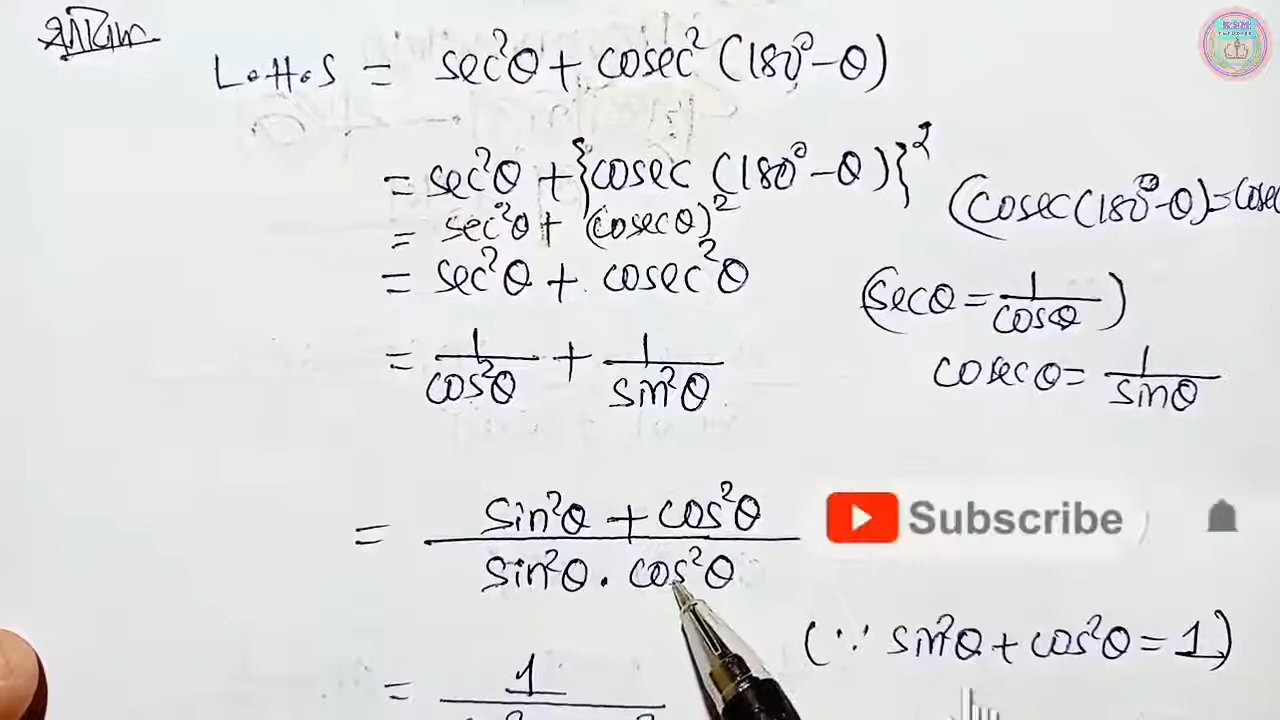 প্রমাণ
L.H.S = sec²θ + cosec² (180° - θ)
= sec²θ + {cosec (180° - θ)}²
(cosec(180°-θ) = cosec
= sec²θ + (cosecθ)²
= sec²θ + cosec²θ
(secθ = 1/cosθ)
= 1/cos²θ + 1/sin²θ
cosecθ = 1/sinθ
= sin²θ + cos²θ / sin²θ . cos²θ
Subscribe
(∵ sin²θ + cos²θ = 1)
= 1